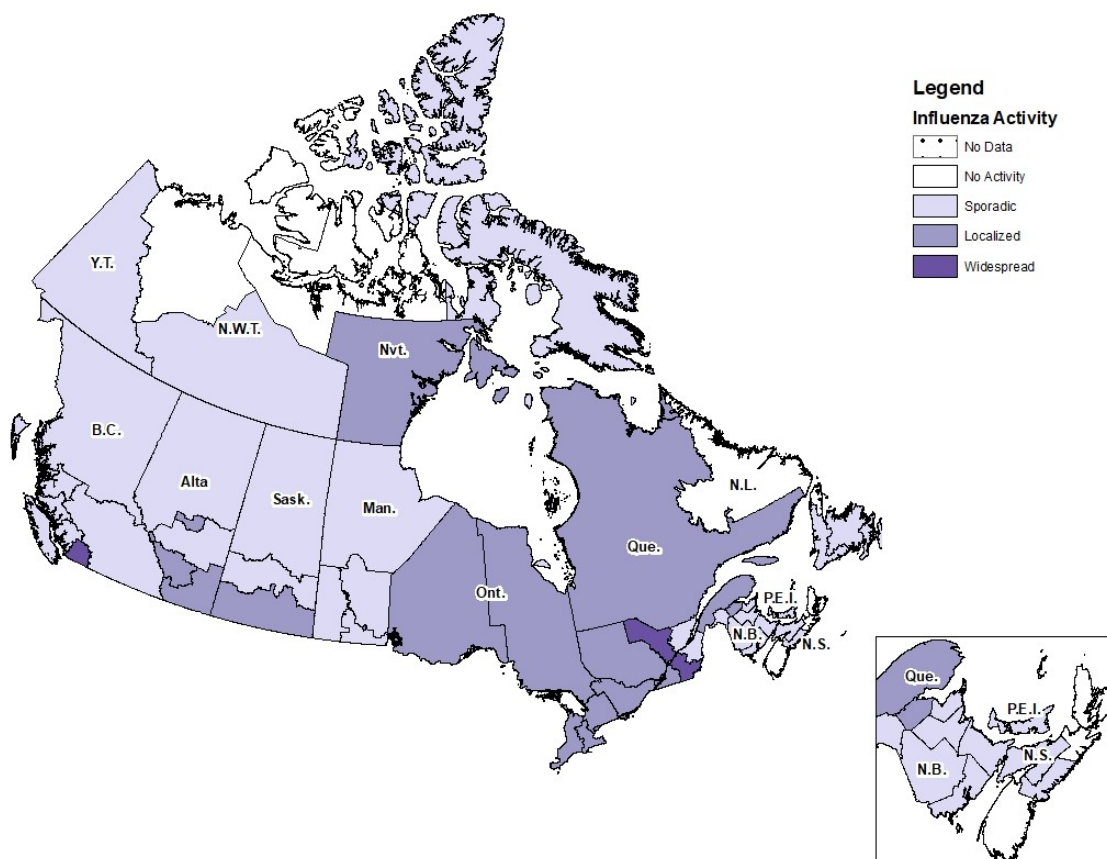 Legend
Influenza Activity
No Data
No Activity
Sporadic
Localized
Widespread
Y.T.
N.W.T.
Nvt.
B.C.
Alta
Sask.
Man.
N.L.
Que.
Ont.
P.E.I.
N.B.
N.S.
Que.
P.E.I.
N.S.
N.B.